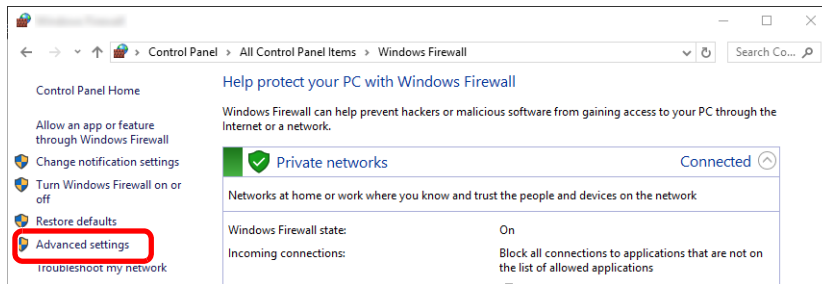 Control Panel > All Control Panel Items > Windows Firewall
Search Co...
Control Panel Home
Allow an app or feature
through Windows Firewall
Change notification settings
Turn Windows Firewall on or
off
Restore defaults
Advanced settings
Troubleshoot my network
Help protect your PC with Windows Firewall
Windows Firewall can help prevent hackers or malicious software from gaining access to your PC through the
Internet or a network.
Private networks
Connected
Networks at home or work where you know and trust the people and devices on the network
Windows Firewall state:
On
Incoming connections:
Block all connections to applications that are not on
the list of allowed applications